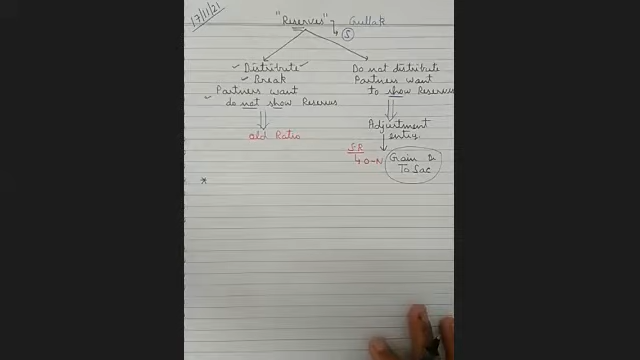 17/11/21
"Reserves" - Gullak
S
Distribute
Break
Partners want
do not show Reserves
Old Ratio
Do not distribute
Partners want
to show Reserves
Adjustment
entry
SR
O-N
Gain Dr
To Sac
*